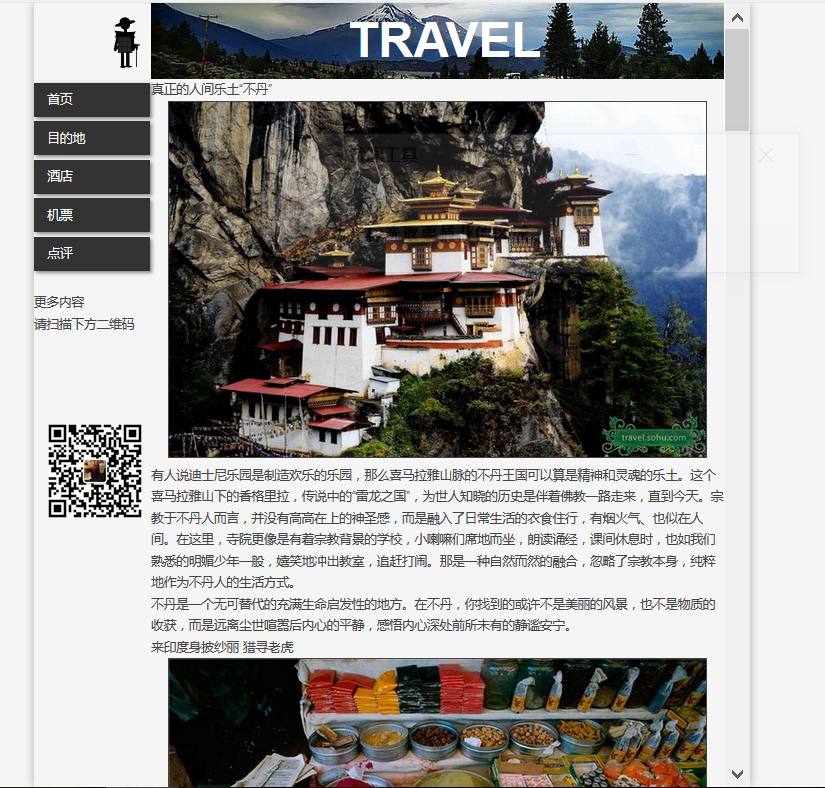 TRAVEL
首页
目的地
酒店
机票
点评
更多内容
请扫描下方二维码
真正的人间乐土“不丹”
travel.sohu.com
有人说迪士尼乐园是制造欢乐的乐园，那么喜马拉雅山脉的不丹王国可以算是精神和灵魂的乐土。这个
喜马拉雅山下的香格里拉，传说中的“雷龙之国”，为世人知晓的历史是伴着佛教一路走来，直到今天。宗
教于不丹人而言，并没有高高在上的神圣感，而是融入了日常生活的衣食住行，有烟火气、也似在人
间。在这里，寺院更像是有着宗教背景的学校，小喇嘛们席地而坐，朗读诵经，课间休息时，也如我们
熟悉的明媚少年一般，嬉笑地冲出教室，追赶打闹。那是一种自然而然的融合，忽略了宗教本身，纯粹
地作为不丹人的生活方式。
不丹是一个无可替代的充满生命启发性的地方。在不丹，你找到的或许不是美丽的风景，也不是物质的
收获，而是远离尘世喧嚣后内心的平静，感悟内心深处前所未有的静谧安宁。
来印度身披纱丽 猎寻老虎